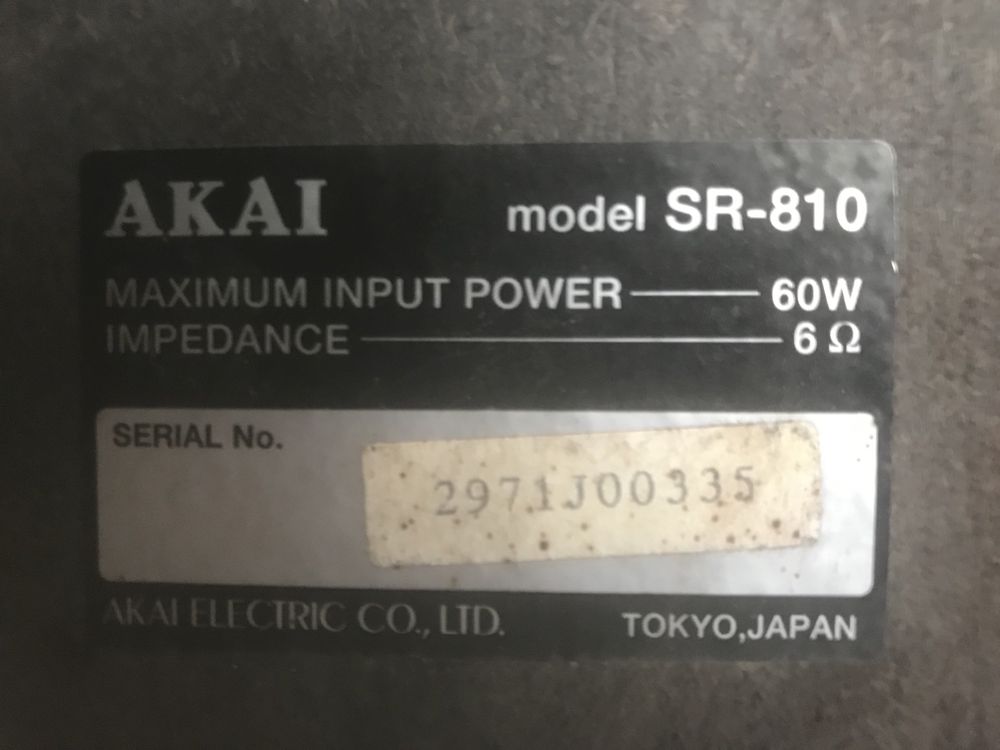 AKAI model SR-810
MAXIMUM INPUT POWER 60W
IMPEDANCE 6 Ω
SERIAL No.
2971J00335
AKAI ELECTRIC CO., LTD. TOKYO,JAPAN